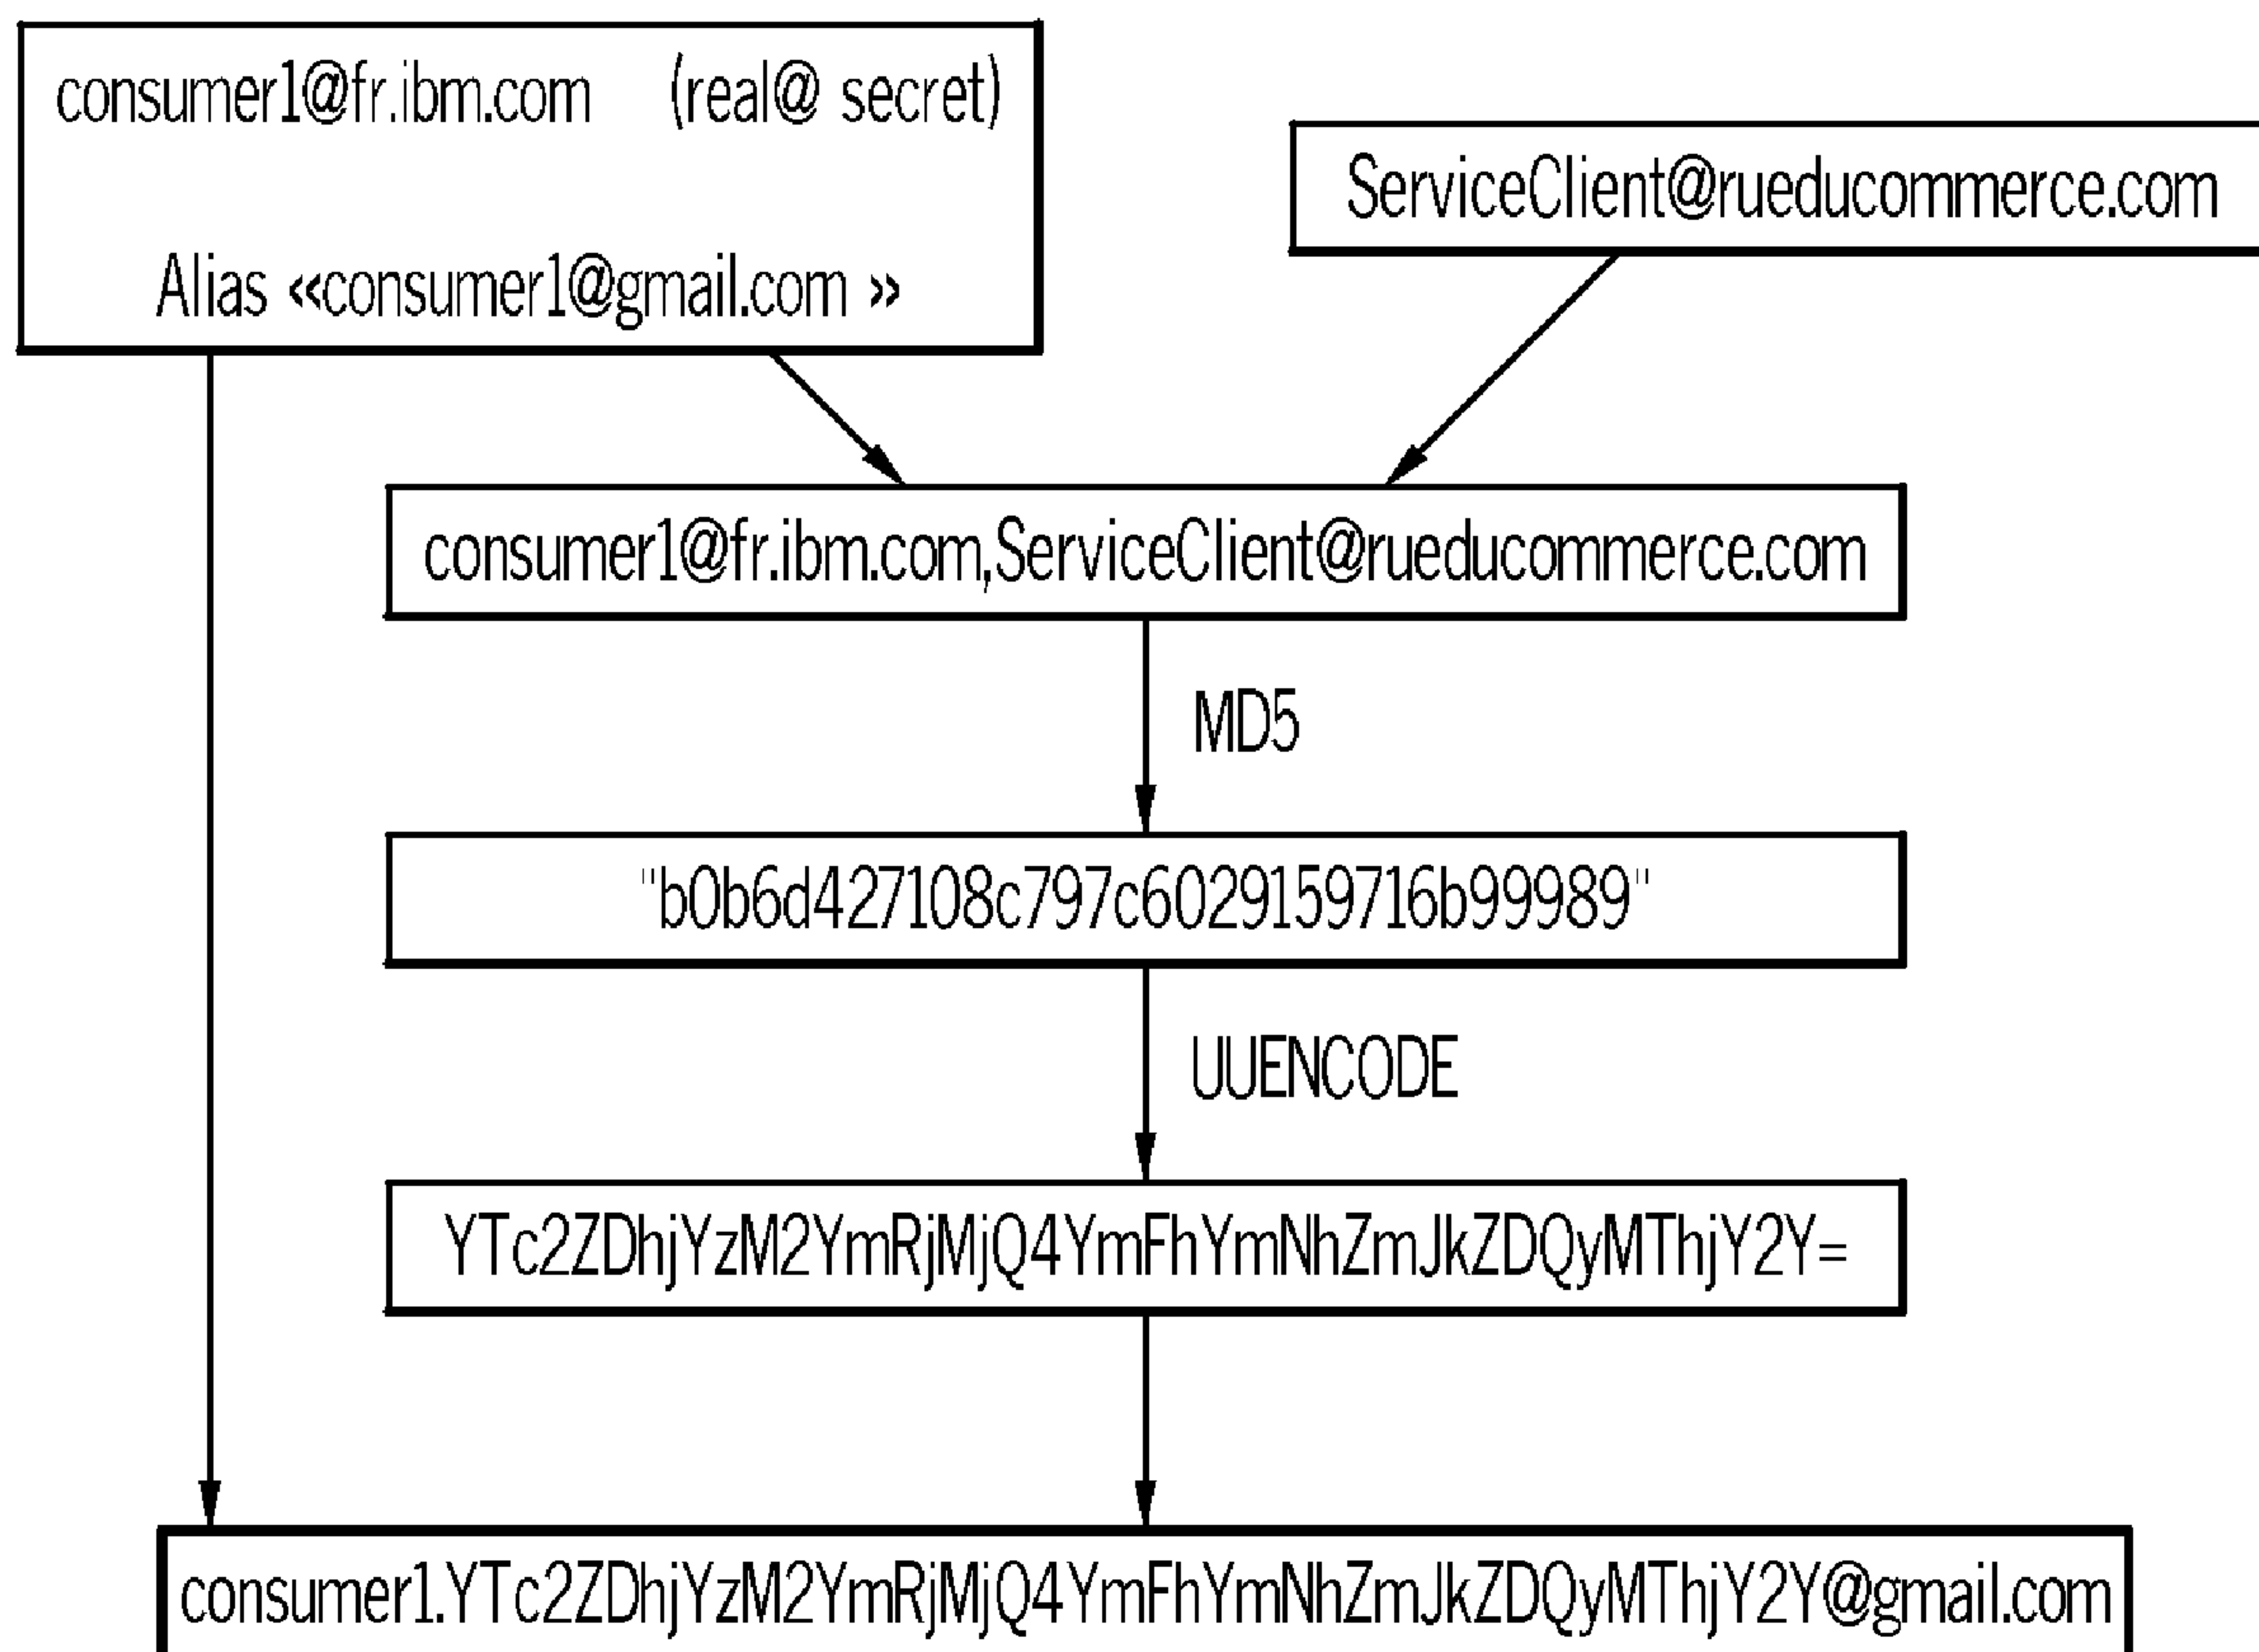 consumer1@fr.ibm.com (real@ secret)
Alias «consumer1@gmail.com »
ServiceClient@rueducommerce.com
consumer1@fr.ibm.com,ServiceClient@rueducommerce.com
MD5
"b0b6d427108c797c6029159716b99989"
UUENCODE
YTc2ZDhjYzM2YmRjMjQ4YmFhYmNhZmJkZDQyMThjY2Y=
consumer1.YTc2ZDhjYzM2YmRjMjQ4YmFhYmNhZmJkZDQyMThjY2Y@gmail.com